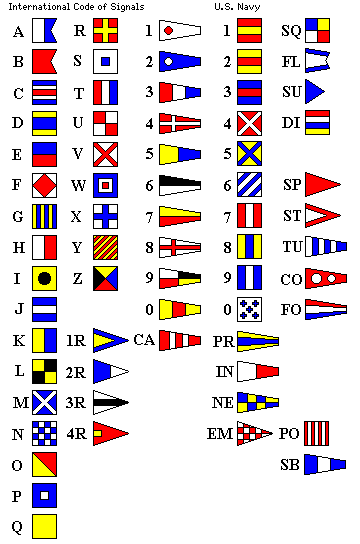 International Code of Signals U.S. Navy
A R 1 1 SQ
B S 2 2 FL
C T 3 3 SU
D U 4 4 DI
E V 5 5
F W 6 6 SP
G X 7 7 ST
H Y 8 8 TU
I Z 9 9 CO
J 0 0 FO
K 1R CA PR
L 2R IN
M 3R NE
N 4R EM PO
O SB
P
Q